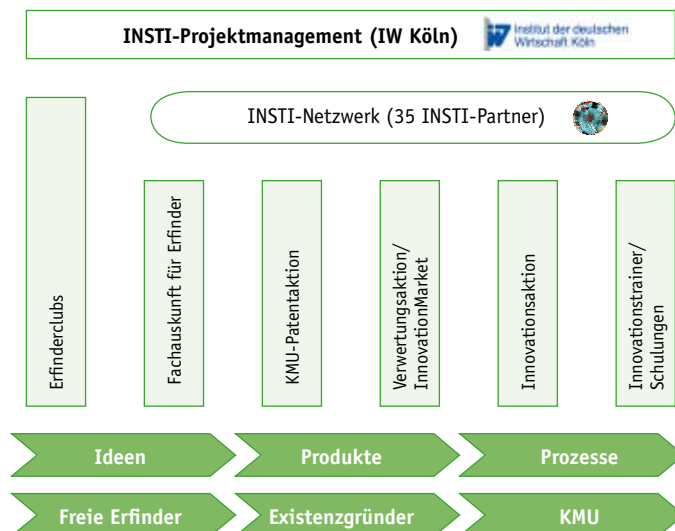 INSTI-Projektmanagement (IW Köln)
Institut der deutschen
Wirtschaft Köln
INSTI-Netzwerk (35 INSTI-Partner)
Erfinderclubs
Fachauskunft für Erfinder
KMU-Patentaktion
Verwertungsaktion/
InnovationMarket
Innovationsaktion
Innovationstrainer/
Schulungen
Ideen
Produkte
Prozesse
Freie Erfinder
Existenzgründer
KMU